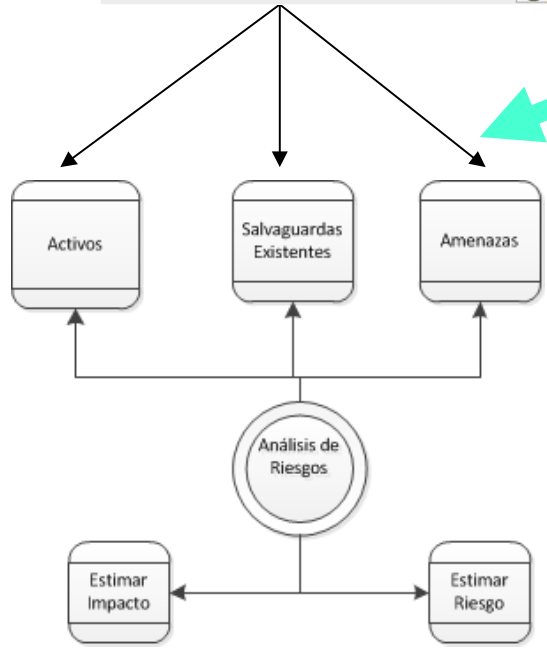 Activos
Salvaguardas
Existentes
Amenazas
Análisis de
Riesgos
Estimar
Impacto
Estimar
Riesgo